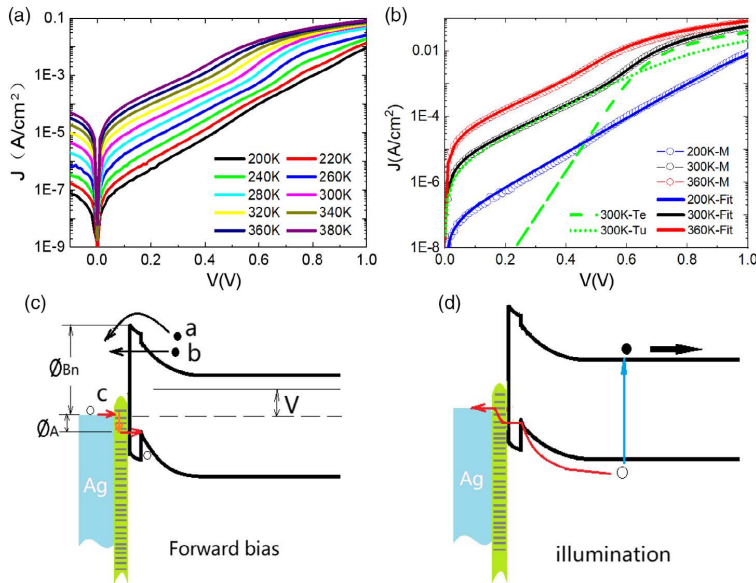 (a)
J ( A/cm²)
0.1
1E-3
1E-5
1E-7
1E-9
0.0 0.2 0.4 0.6 0.8 1.0
V(V)
200K 220K
240K 260K
280K 300K
320K 340K
360K 380K
(b)
J(A/cm²)
0.01
1E-4
1E-6
1E-8
0.0 0.2 0.4 0.6 0.8 1.0
V(V)
200K-M
300K-M
360K-M
200K-Fit
300K-Te 300K-Fit
300K-Tu 360K-Fit
(c)
a
b
ϕBn
c
V
ϕA
Ag
Forward bias
(d)
Ag
illumination